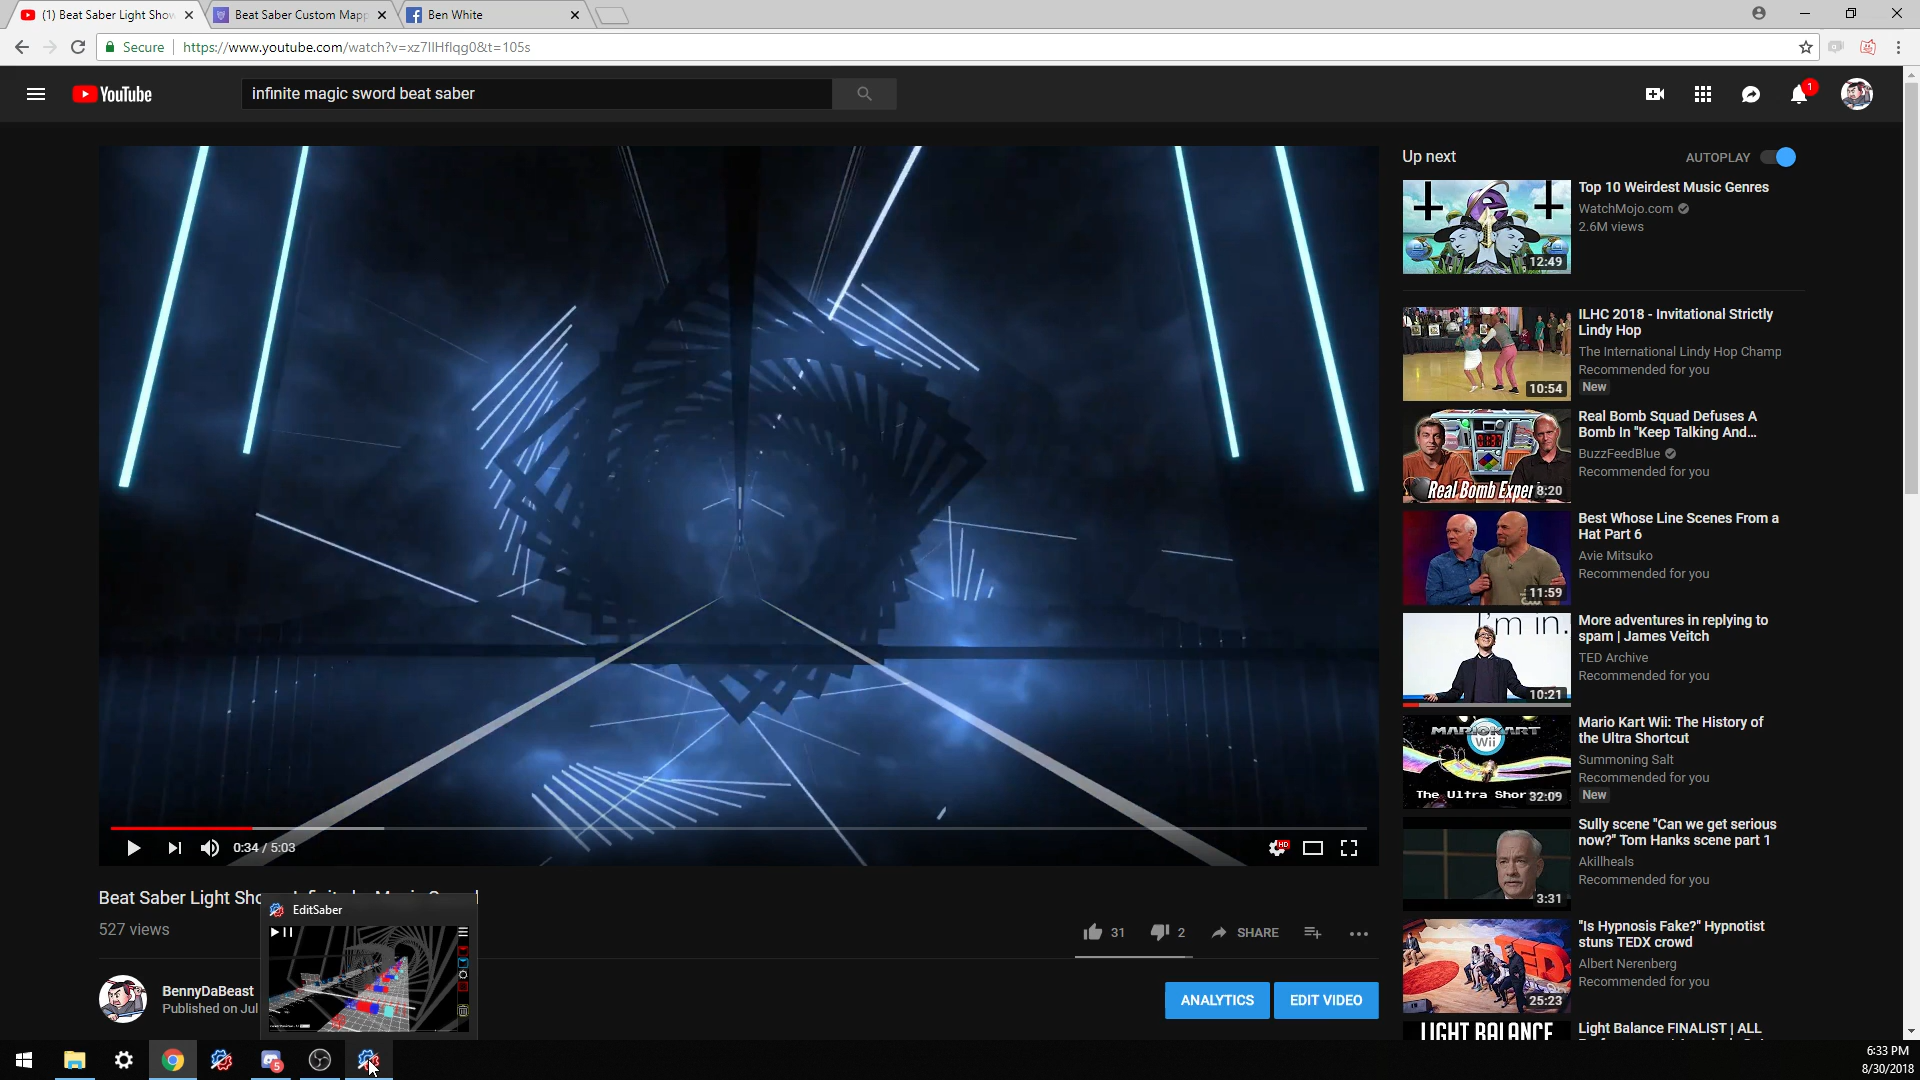 (1) Beat Saber Light Show
Beat Saber Custom Mapp
Ben White
Secure
https://www.youtube.com/watch?v=xz7IIHflqg0&t=105s
YouTube
infinite magic sword beat saber
1
Up next
AUTOPLAY
Top 10 Weirdest Music Genres
WatchMojo.com
2.6M views
12:49
ILHC 2018 - Invitational Strictly
Lindy Hop
The International Lindy Hop Champ
Recommended for you
New
10:54
Real Bomb Squad Defuses A
Bomb In "Keep Talking And...
BuzzFeedBlue
Recommended for you
Real Bomb Exper
8:20
Best Whose Line Scenes From a
Hat Part 6
Avie Mitsuko
Recommended for you
11:59
I'm in.
More adventures in replying to
spam | James Veitch
TED Archive
Recommended for you
10:21
Mario Kart Wii: The History of
the Ultra Shortcut
Summoning Salt
Recommended for you
New
MARIOKART
Wii
The Ultra Shor
32:09
Sully scene "Can we get serious
now?" Tom Hanks scene part 1
Akillheals
Recommended for you
3:31
"Is Hypnosis Fake?" Hypnotist
stuns TEDX crowd
Albert Nerenberg
Recommended for you
25:23
LIGHT BALANCE
Light Balance FINALIST | ALL
0:34 / 5:03
HD
Beat Saber Light Sho
527 views
EditSaber
31
2
SHARE
BennyDaBeast
Published on Jul
ANALYTICS
EDIT VIDEO
5
6:33 PM
8/30/2018